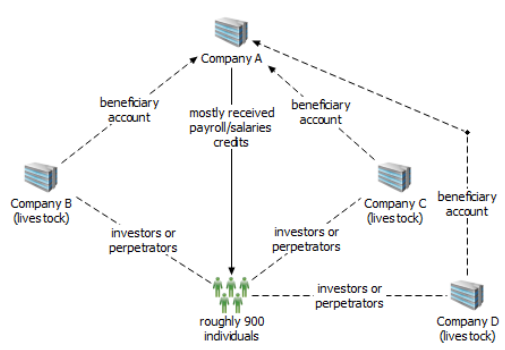 Company A
beneficiary
account
mostly received
payroll/salaries
credits
beneficiary
account
Company B
(livestock)
Company C
(livestock)
beneficiary
account
investors or
perpetrators
investors or
perpetrators
investors or
perpetrators
roughly 900
individuals
Company D
(livestock)